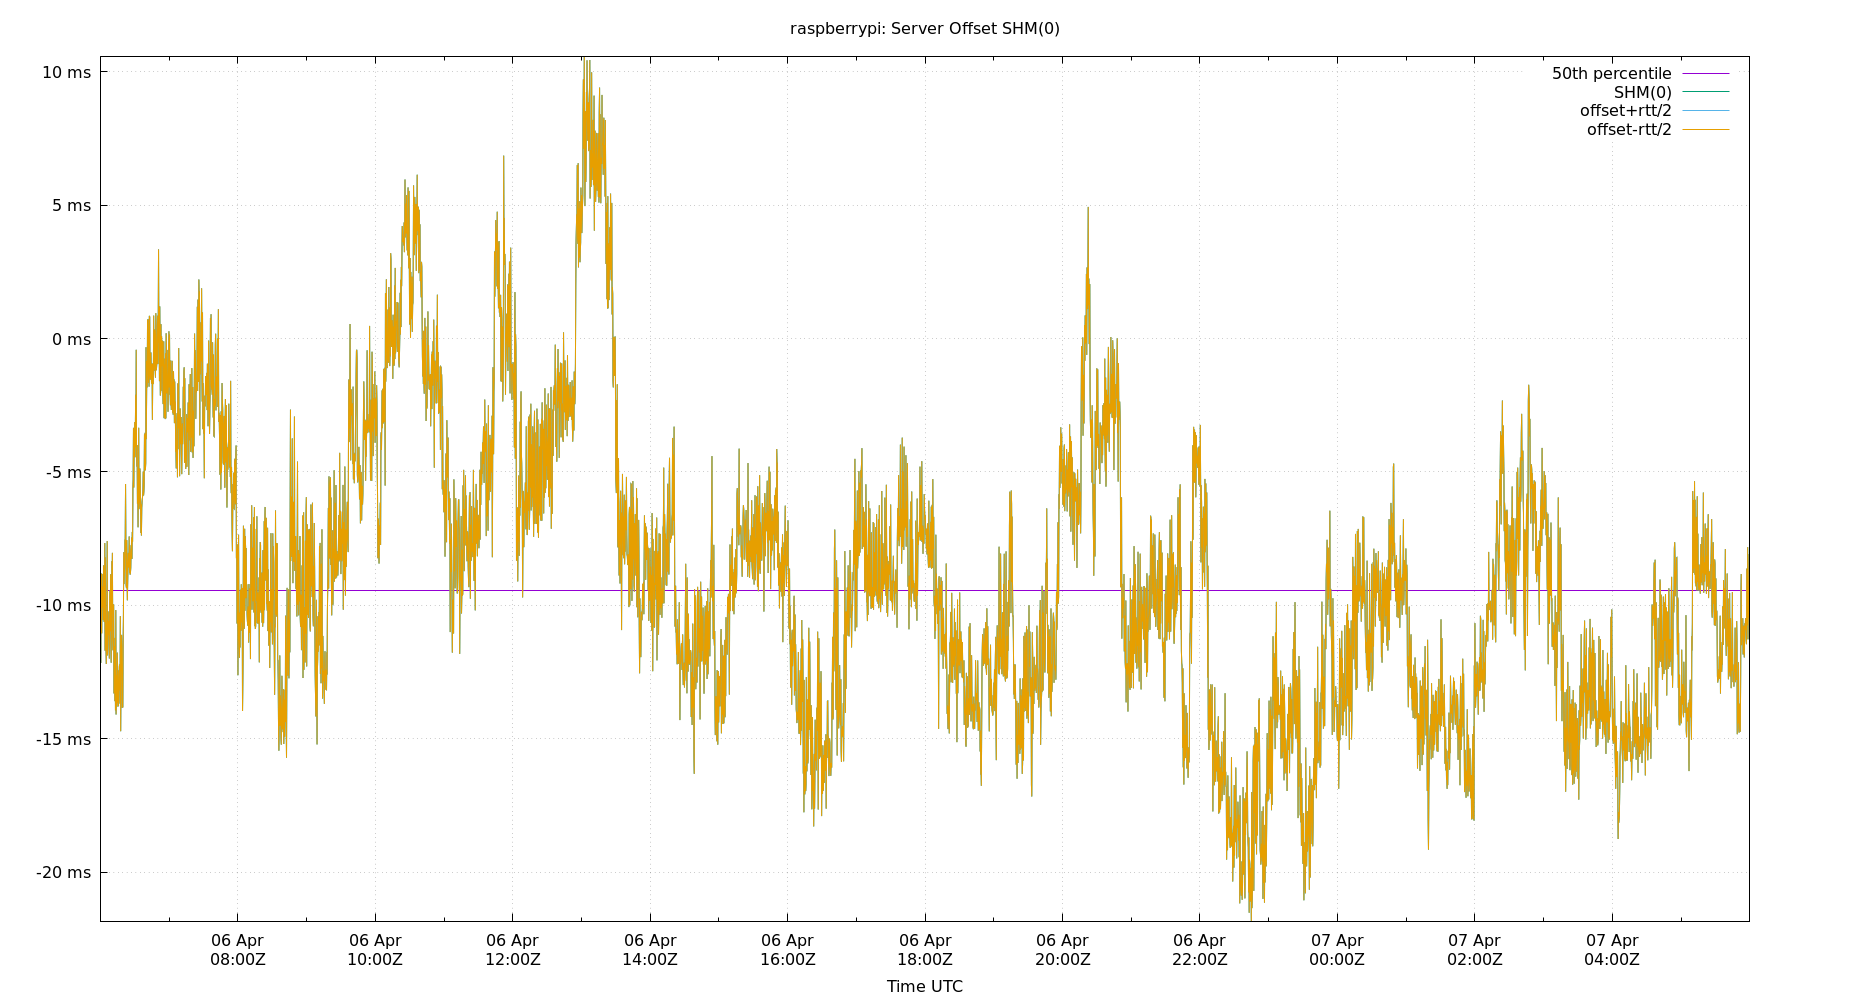 raspberrypi: Server Offset SHM(0)
10 ms
5 ms
0 ms
-5 ms
-10 ms
-15 ms
-20 ms
50th percentile
SHM(0)
offset+rtt/2
offset-rtt/2
06 Apr 06 Apr 06 Apr 06 Apr 06 Apr 06 Apr 06 Apr 06 Apr 07 Apr 07 Apr 07 Apr
08:00Z 10:00Z 12:00Z 14:00Z 16:00Z 18:00Z 20:00Z 22:00Z 00:00Z 02:00Z 04:00Z
Time UTC